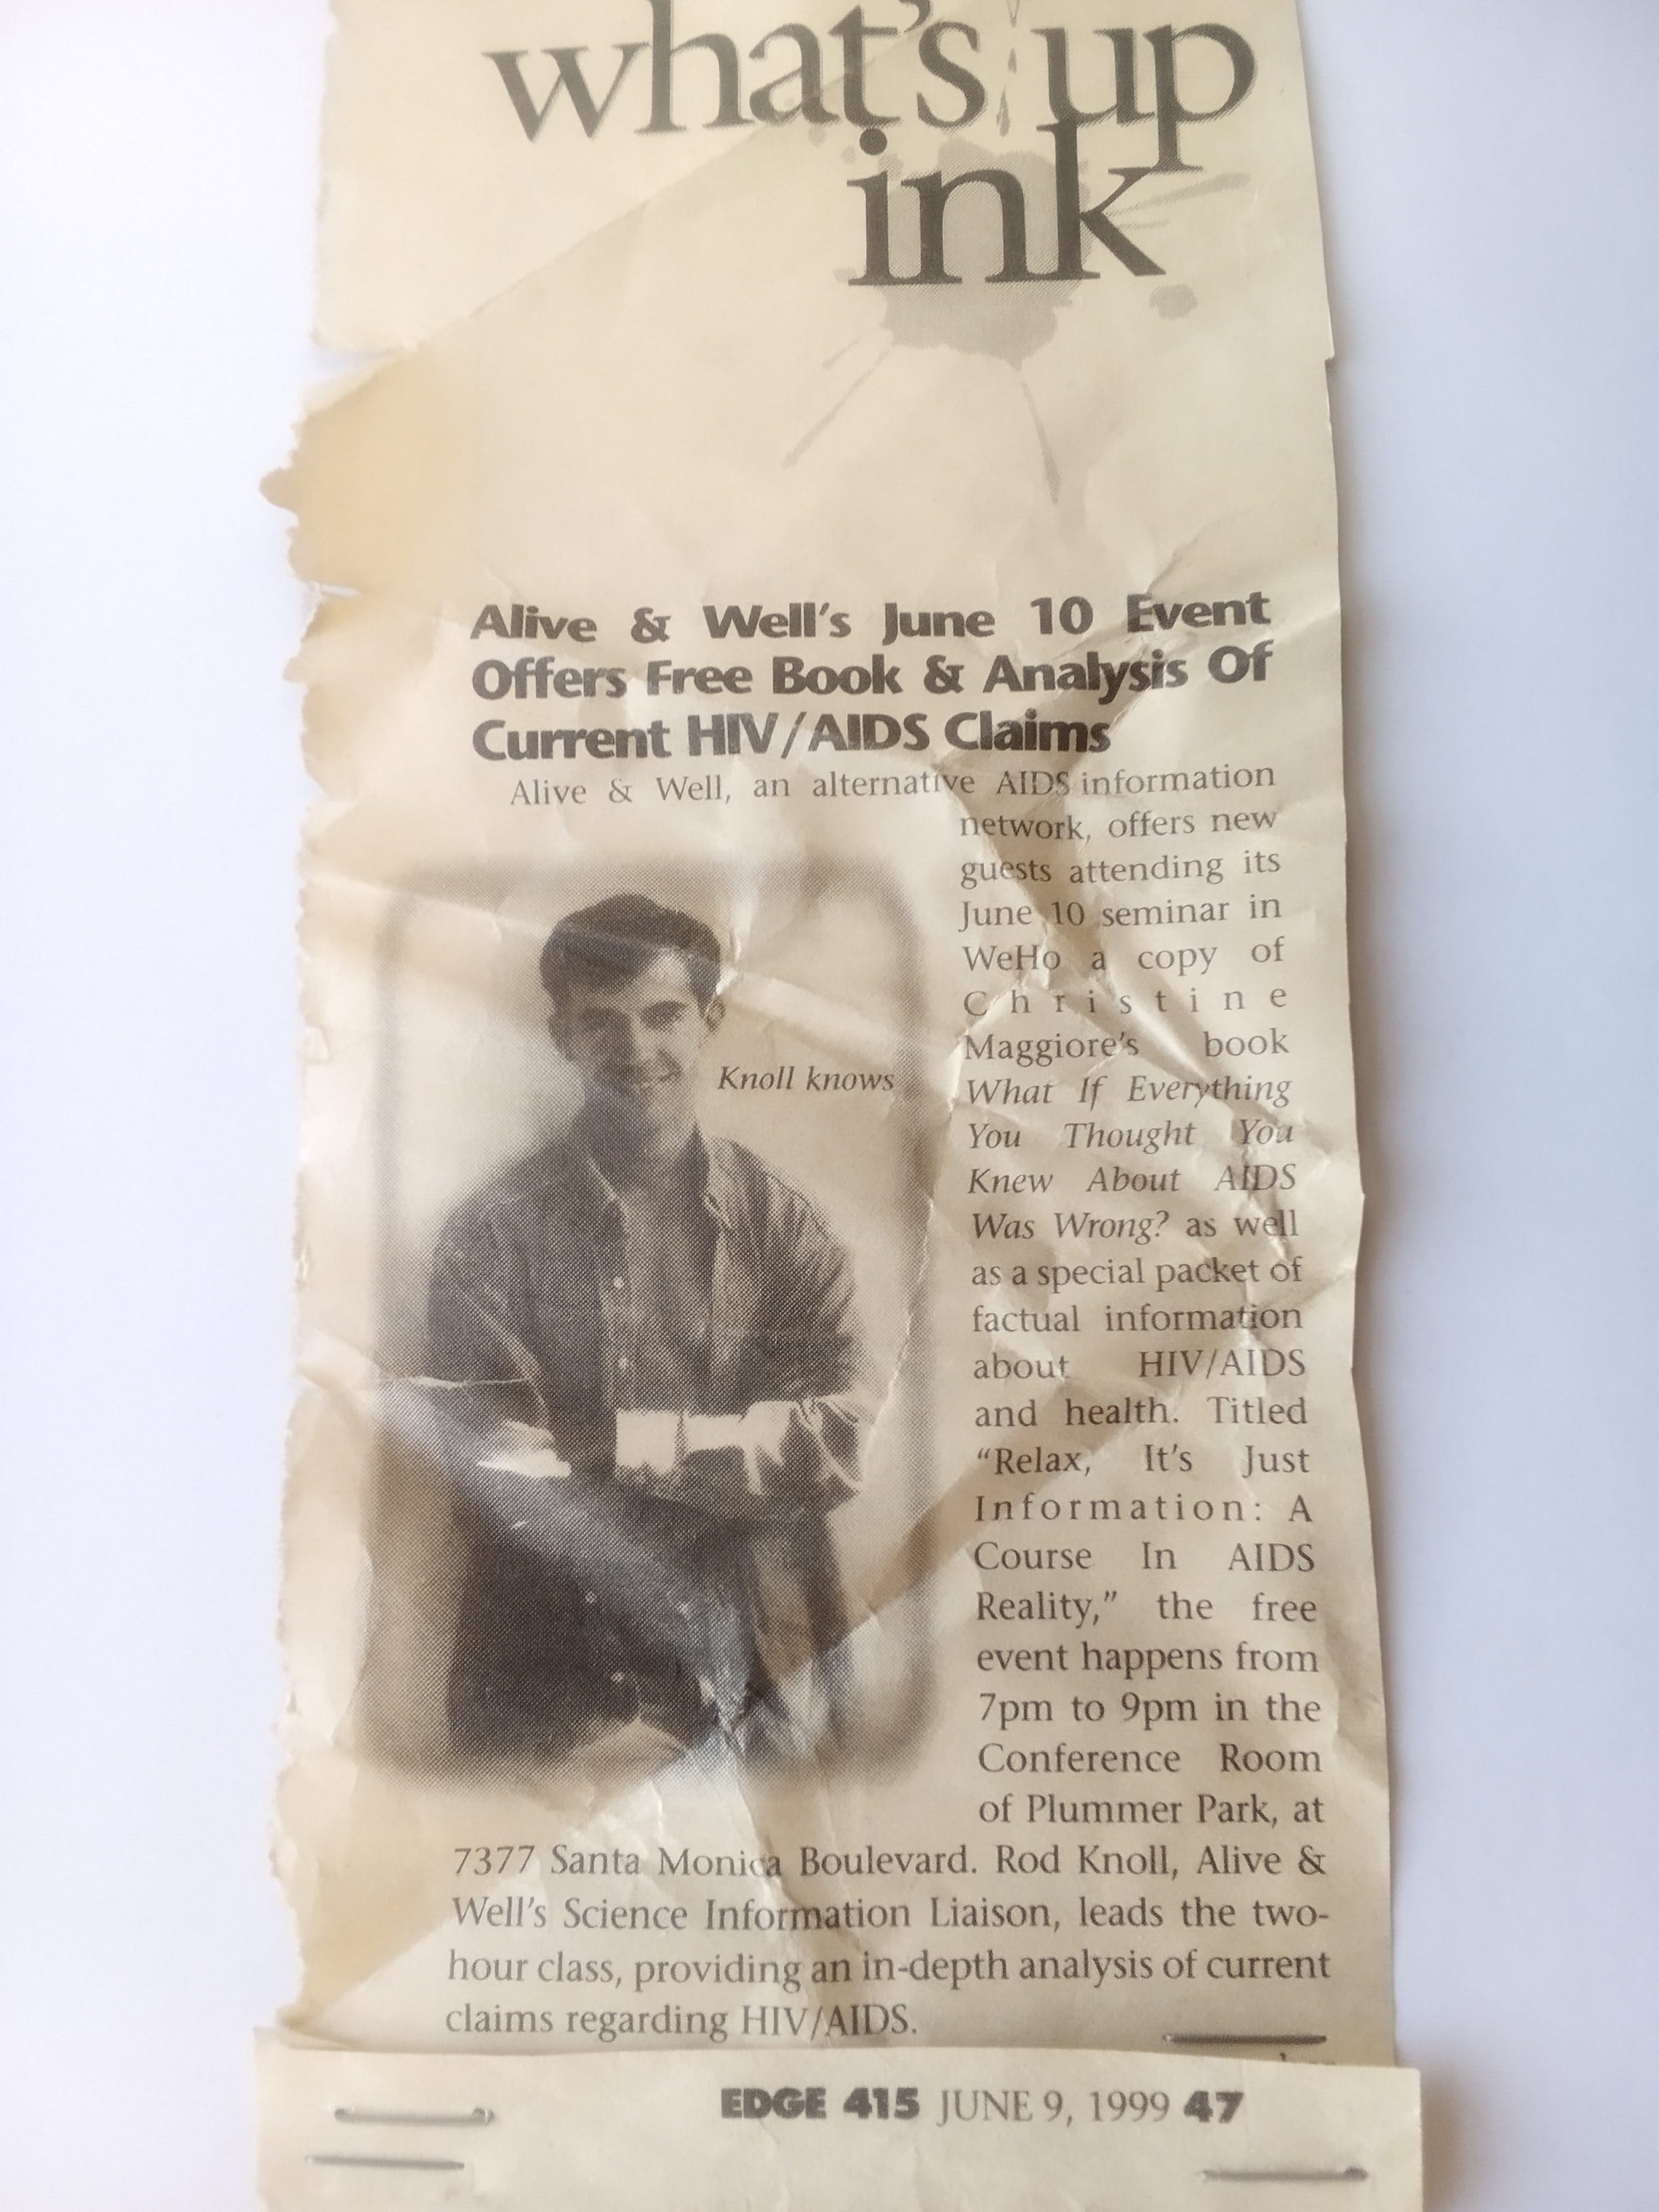 what's up
ink
Alive & Well's June 10 Event
Offers Free Book & Analysis Of
Current HIV/AIDS Claims
Alive & Well, an alternative AIDS information
network, offers new
guests attending its
June 10 seminar in
WeHo a copy of
Christine
Maggiore's book
What If Everything
You Thought You
Knew About AIDS
Was Wrong? as well
as a special packet of
factual information
about HIV/AIDS
and health. Titled
“Relax, It's Just
Information: A
Course In AIDS
Reality,” the free
event happens from
7pm to 9pm in the
Conference Room
of Plummer Park, at
7377 Santa Monica Boulevard. Rod Knoll, Alive &
Well's Science Information Liaison, leads the two-
hour class, providing an in-depth analysis of current
claims regarding HIV/AIDS.
Knoll knows
EDGE 415 JUNE 9, 1999 47